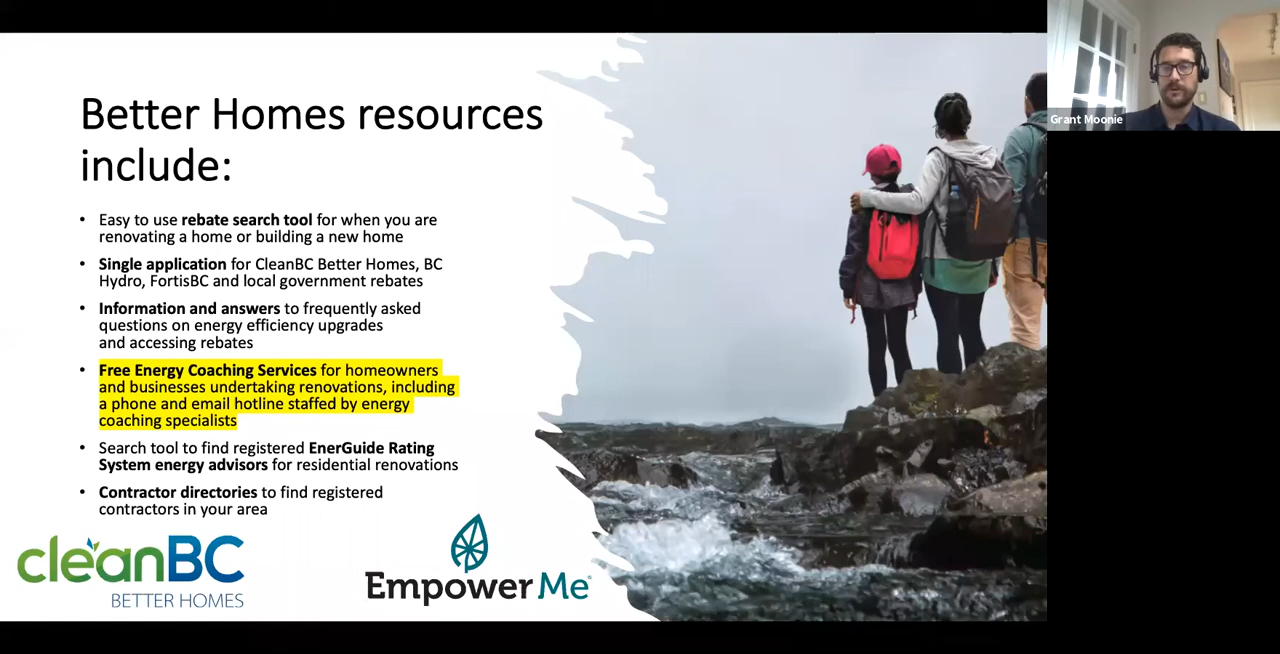 Better Homes resources
include:
• Easy to use rebate search tool for when you are
renovating a home or building a new home
• Single application for CleanBC Better Homes, BC
Hydro, FortisBC and local government rebates
• Information and answers to frequently asked
questions on energy efficiency upgrades
and accessing rebates
• Free Energy Coaching Services for homeowners
and businesses undertaking renovations, including
a phone and email hotline staffed by energy
coaching specialists
• Search tool to find registered EnerGuide Rating
System energy advisors for residential renovations
• Contractor directories to find registered
contractors in your area
cleanBC
BETTER HOMES
EmpowerMe
Grant Moonie